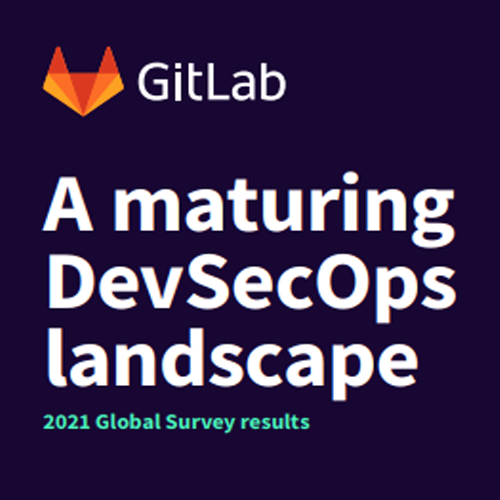 GitLab
A maturing
DevSecOps
landscape
2021 Global Survey results